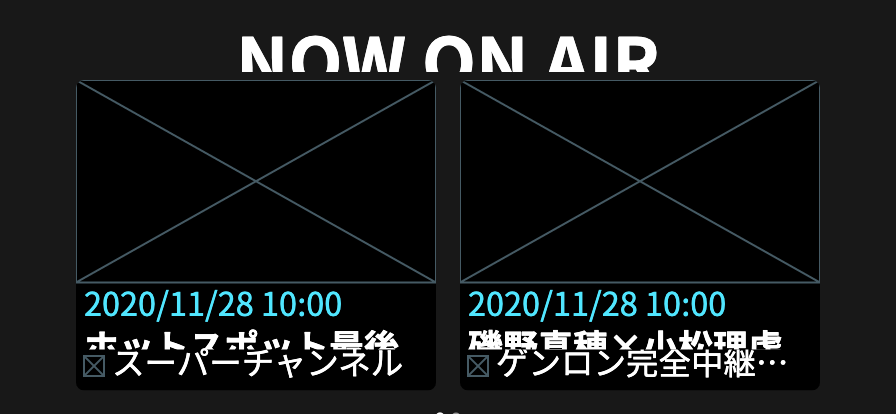 NOW ON AIR
2020/11/28 10:00
ホットスポット最後
スーパーチャンネル
2020/11/28 10:00
磯野真穂×小松理虔
ゲンロン完全中継…